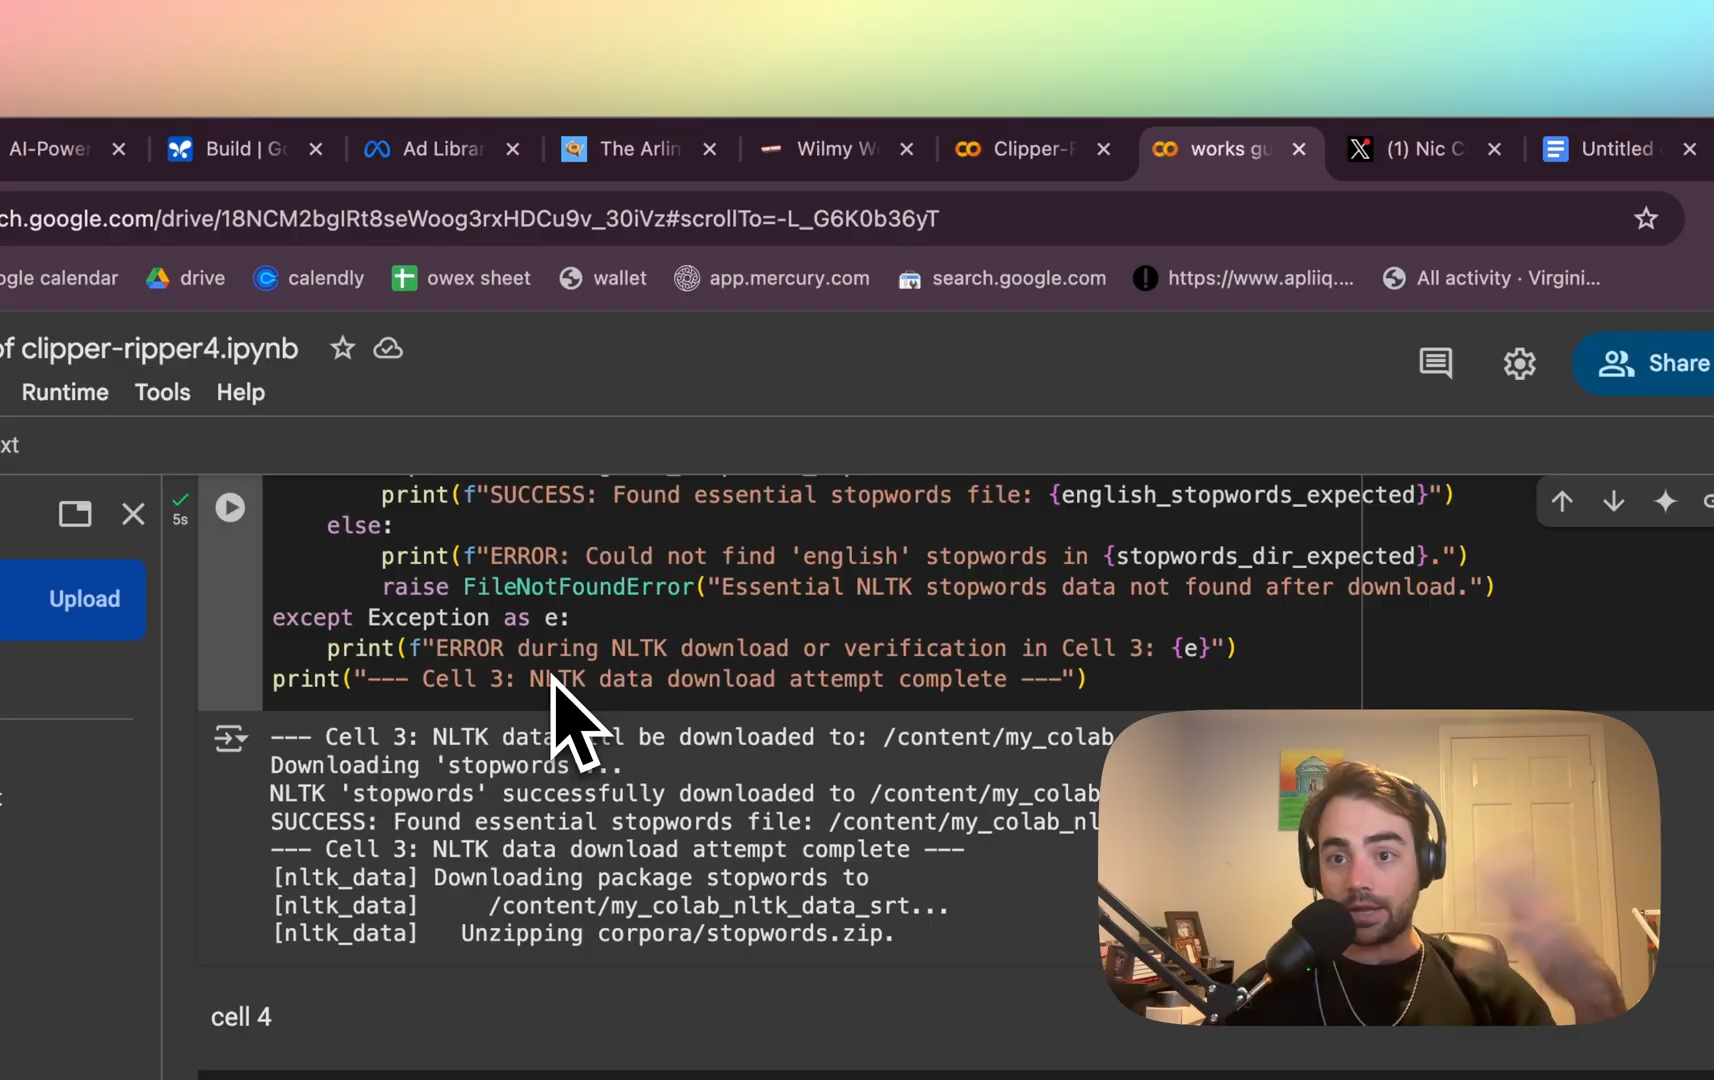 AI-Power
Build | Go
Ad Librar
The Arlin
Wilmy W
Clipper-R
works gu
(1) Nic C
Untitled
ch.google.com/drive/18NCM2bgIRt8seWoog3rxHDCu9v_30iVz#scrollTo=-L_G6K0b36yT
ogle calendar
drive
calendly
owex sheet
wallet
app.mercury.com
search.google.com
https://www.apliiq....
All activity · Virgini...
of clipper-ripper4.ipynb
Share
Runtime Tools Help
xt
5s
Upload
print(f"SUCCESS: Found essential stopwords file: {english_stopwords_expected}")
else:
print(f"ERROR: Could not find 'english' stopwords in {stopwords_dir_expected}.")
raise FileNotFoundError("Essential NLTK stopwords data not found after download.")
except Exception as e:
print(f"ERROR during NLTK download or verification in Cell 3: {e}")
print("--- Cell 3: NLTK data download attempt complete ---")
--- Cell 3: NLTK data ll be downloaded to: /content/my_colab
Downloading 'stopwords ...
NLTK 'stopwords' successfully downloaded to /content/my_colab
SUCCESS: Found essential stopwords file: /content/my_colab_nl
--- Cell 3: NLTK data download attempt complete ---
[nltk_data] Downloading package stopwords to
[nltk_data] /content/my_colab_nltk_data_srt...
[nltk_data] Unzipping corpora/stopwords.zip.
cell 4